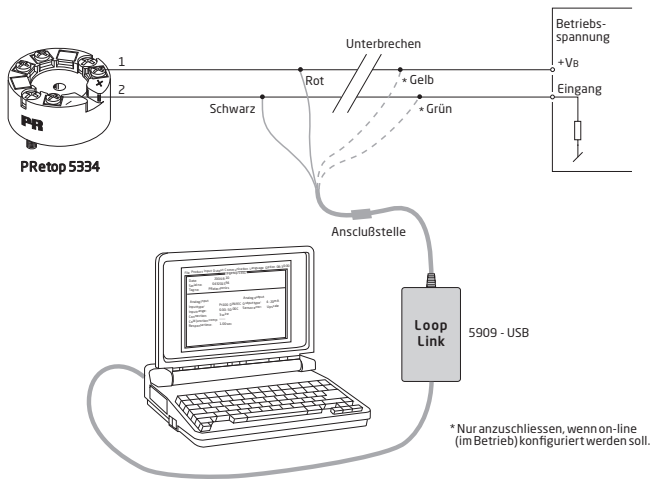 Betriebs-
spannung
Unterbrechen
1
+VB
Rot
* Gelb
Eingang
2
Schwarz
* Grün
PR
PRetop 5334
Ansclußstelle
Loop
Link
5909 - USB
* Nur anzuschliessen, wenn on-line
(im Betrieb) konfiguriert werden soll.